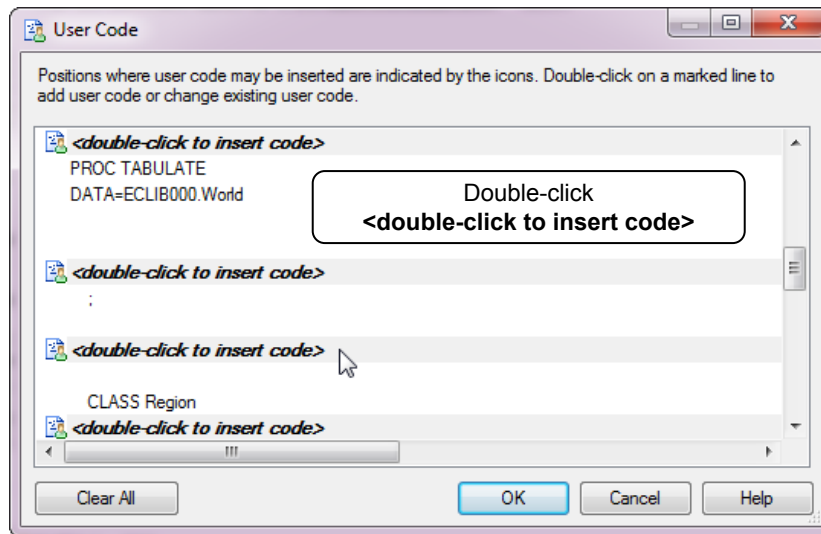 User Code
Positions where user code may be inserted are indicated by the icons. Double-click on a marked line to
add user code or change existing user code.
<double-click to insert code>
PROC TABULATE
DATA=ECLIB000.World
Double-click
<double-click to insert code>
<double-click to insert code>
;
<double-click to insert code>
CLASS Region
<double-click to insert code>
Clear All
OK
Cancel
Help